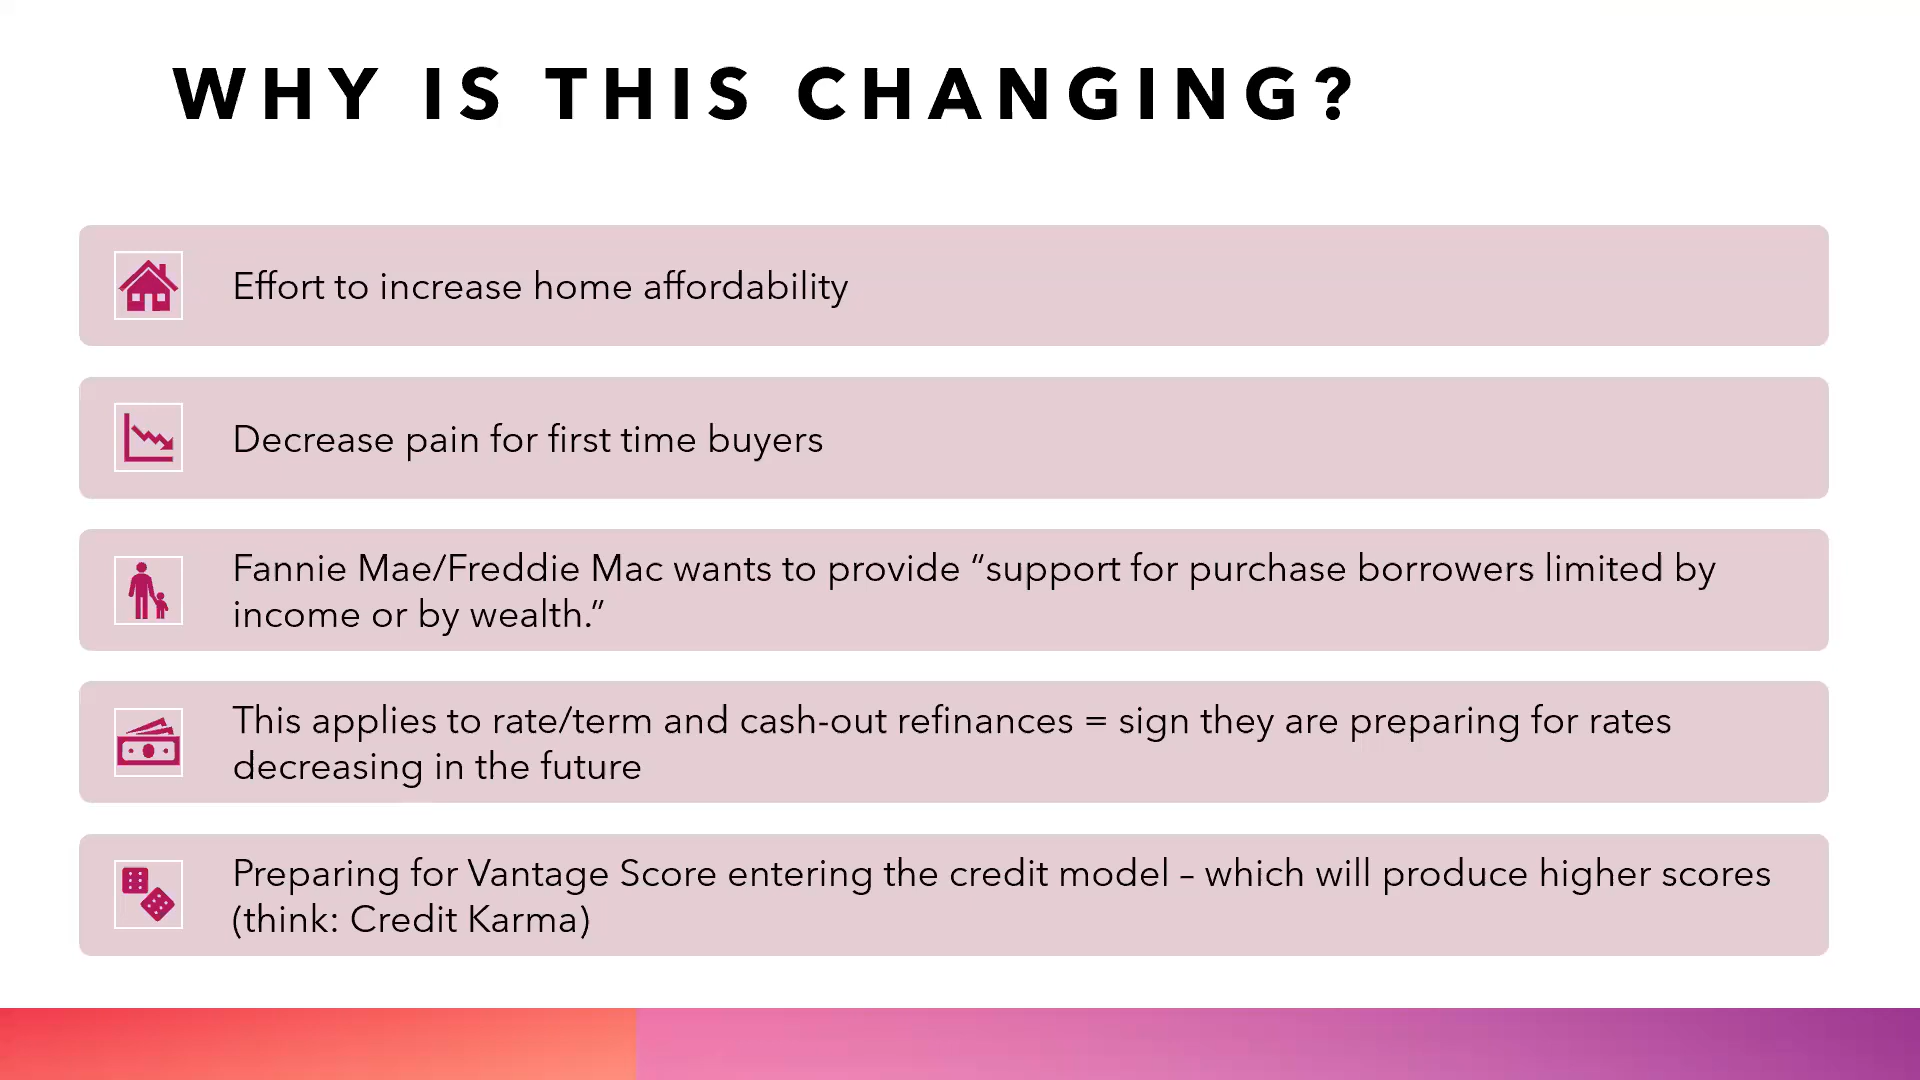 WHY IS THIS CHANGING?
Effort to increase home affordability
Decrease pain for first time buyers
Fannie Mae/Freddie Mac wants to provide “support for purchase borrowers limited by
income or by wealth.”
This applies to rate/term and cash-out refinances = sign they are preparing for rates
decreasing in the future
Preparing for Vantage Score entering the credit model – which will produce higher scores
(think: Credit Karma)